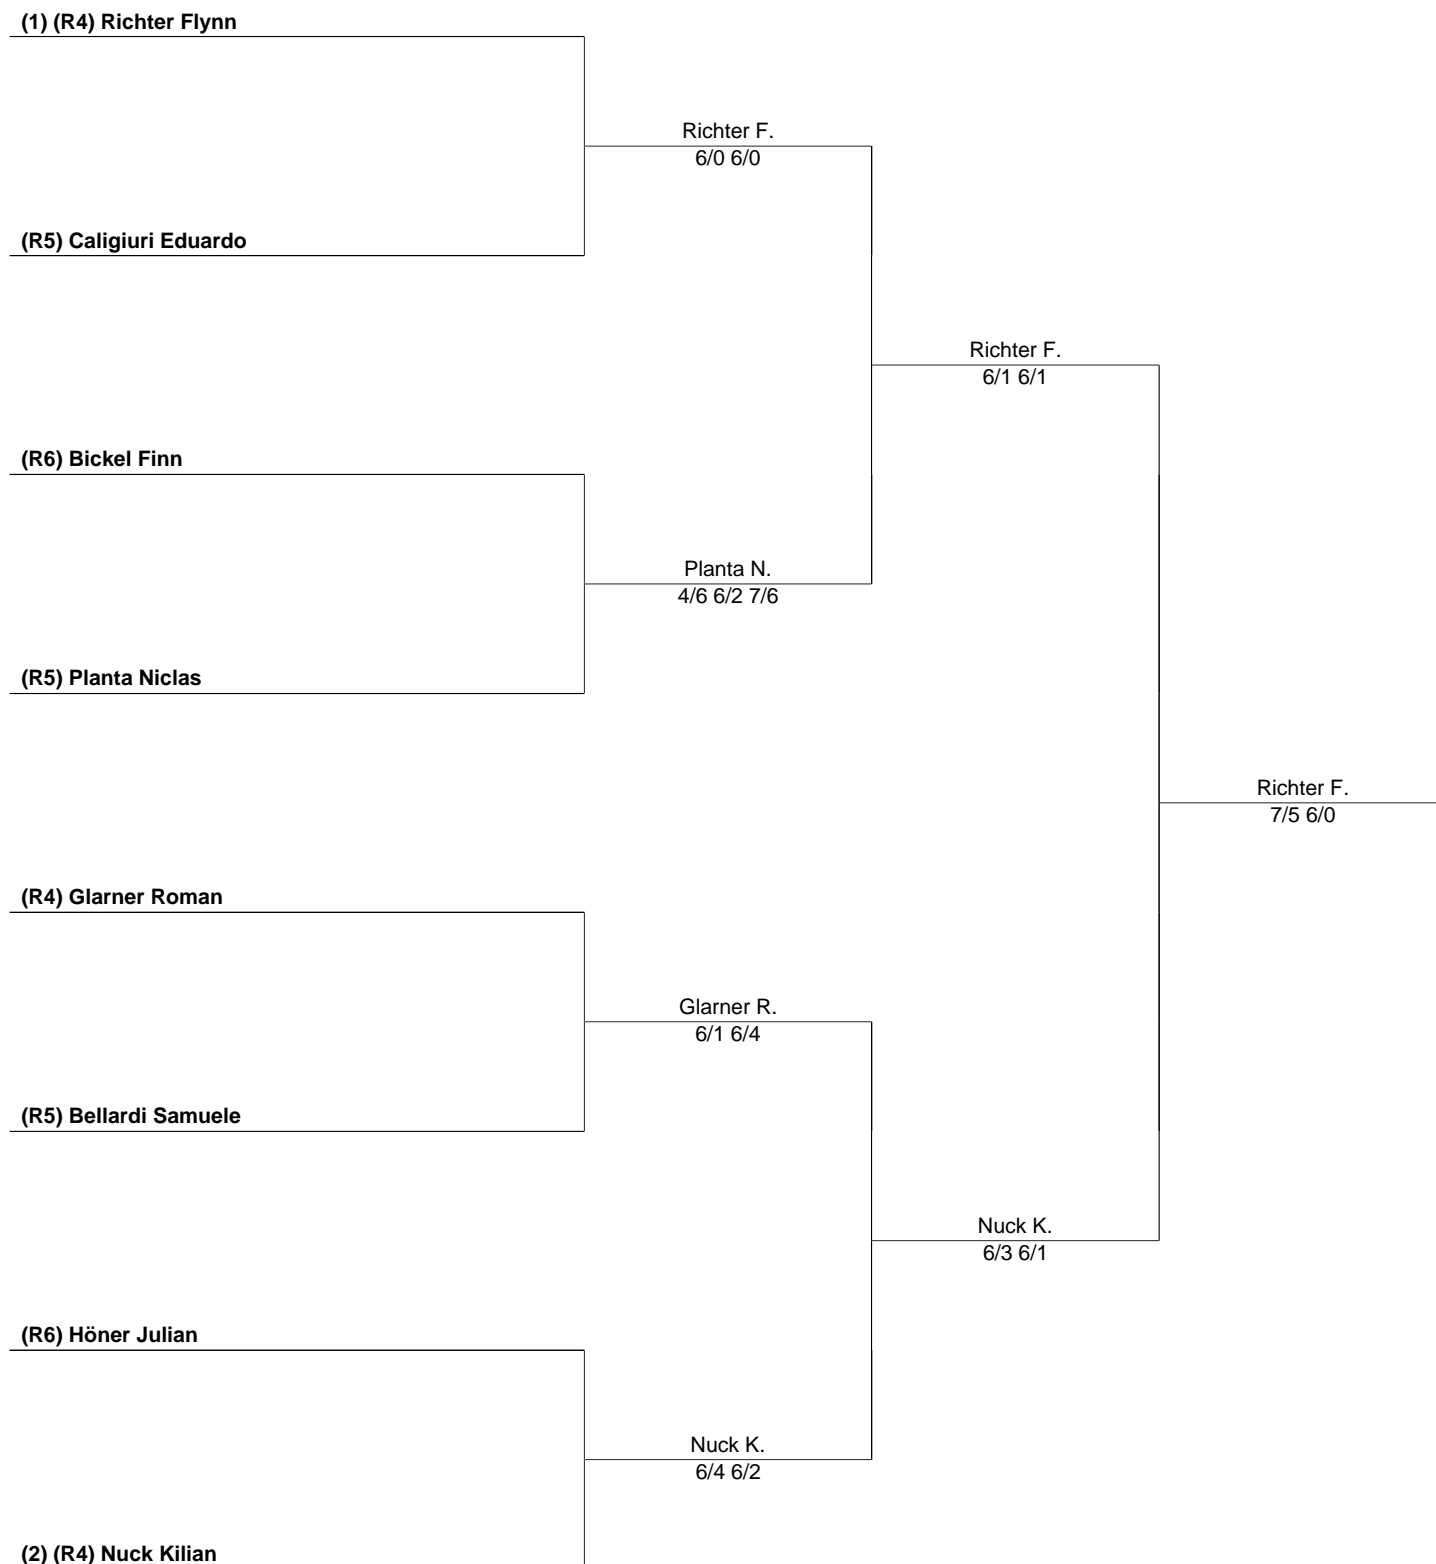 (1) (R4) Richter Flynn
Richter F.
6/0 6/0
(R5) Caligiuri Eduardo
Richter F.
6/1 6/1
(R6) Bickel Finn
Planta N.
4/6 6/2 7/6
(R5) Planta Niclas
Richter F.
7/5 6/0
(R4) Glarner Roman
Glarner R.
6/1 6/4
(R5) Bellardi Samuele
Nuck K.
6/3 6/1
(R6) Höner Julian
Nuck K.
6/4 6/2
(2) (R4) Nuck Kilian